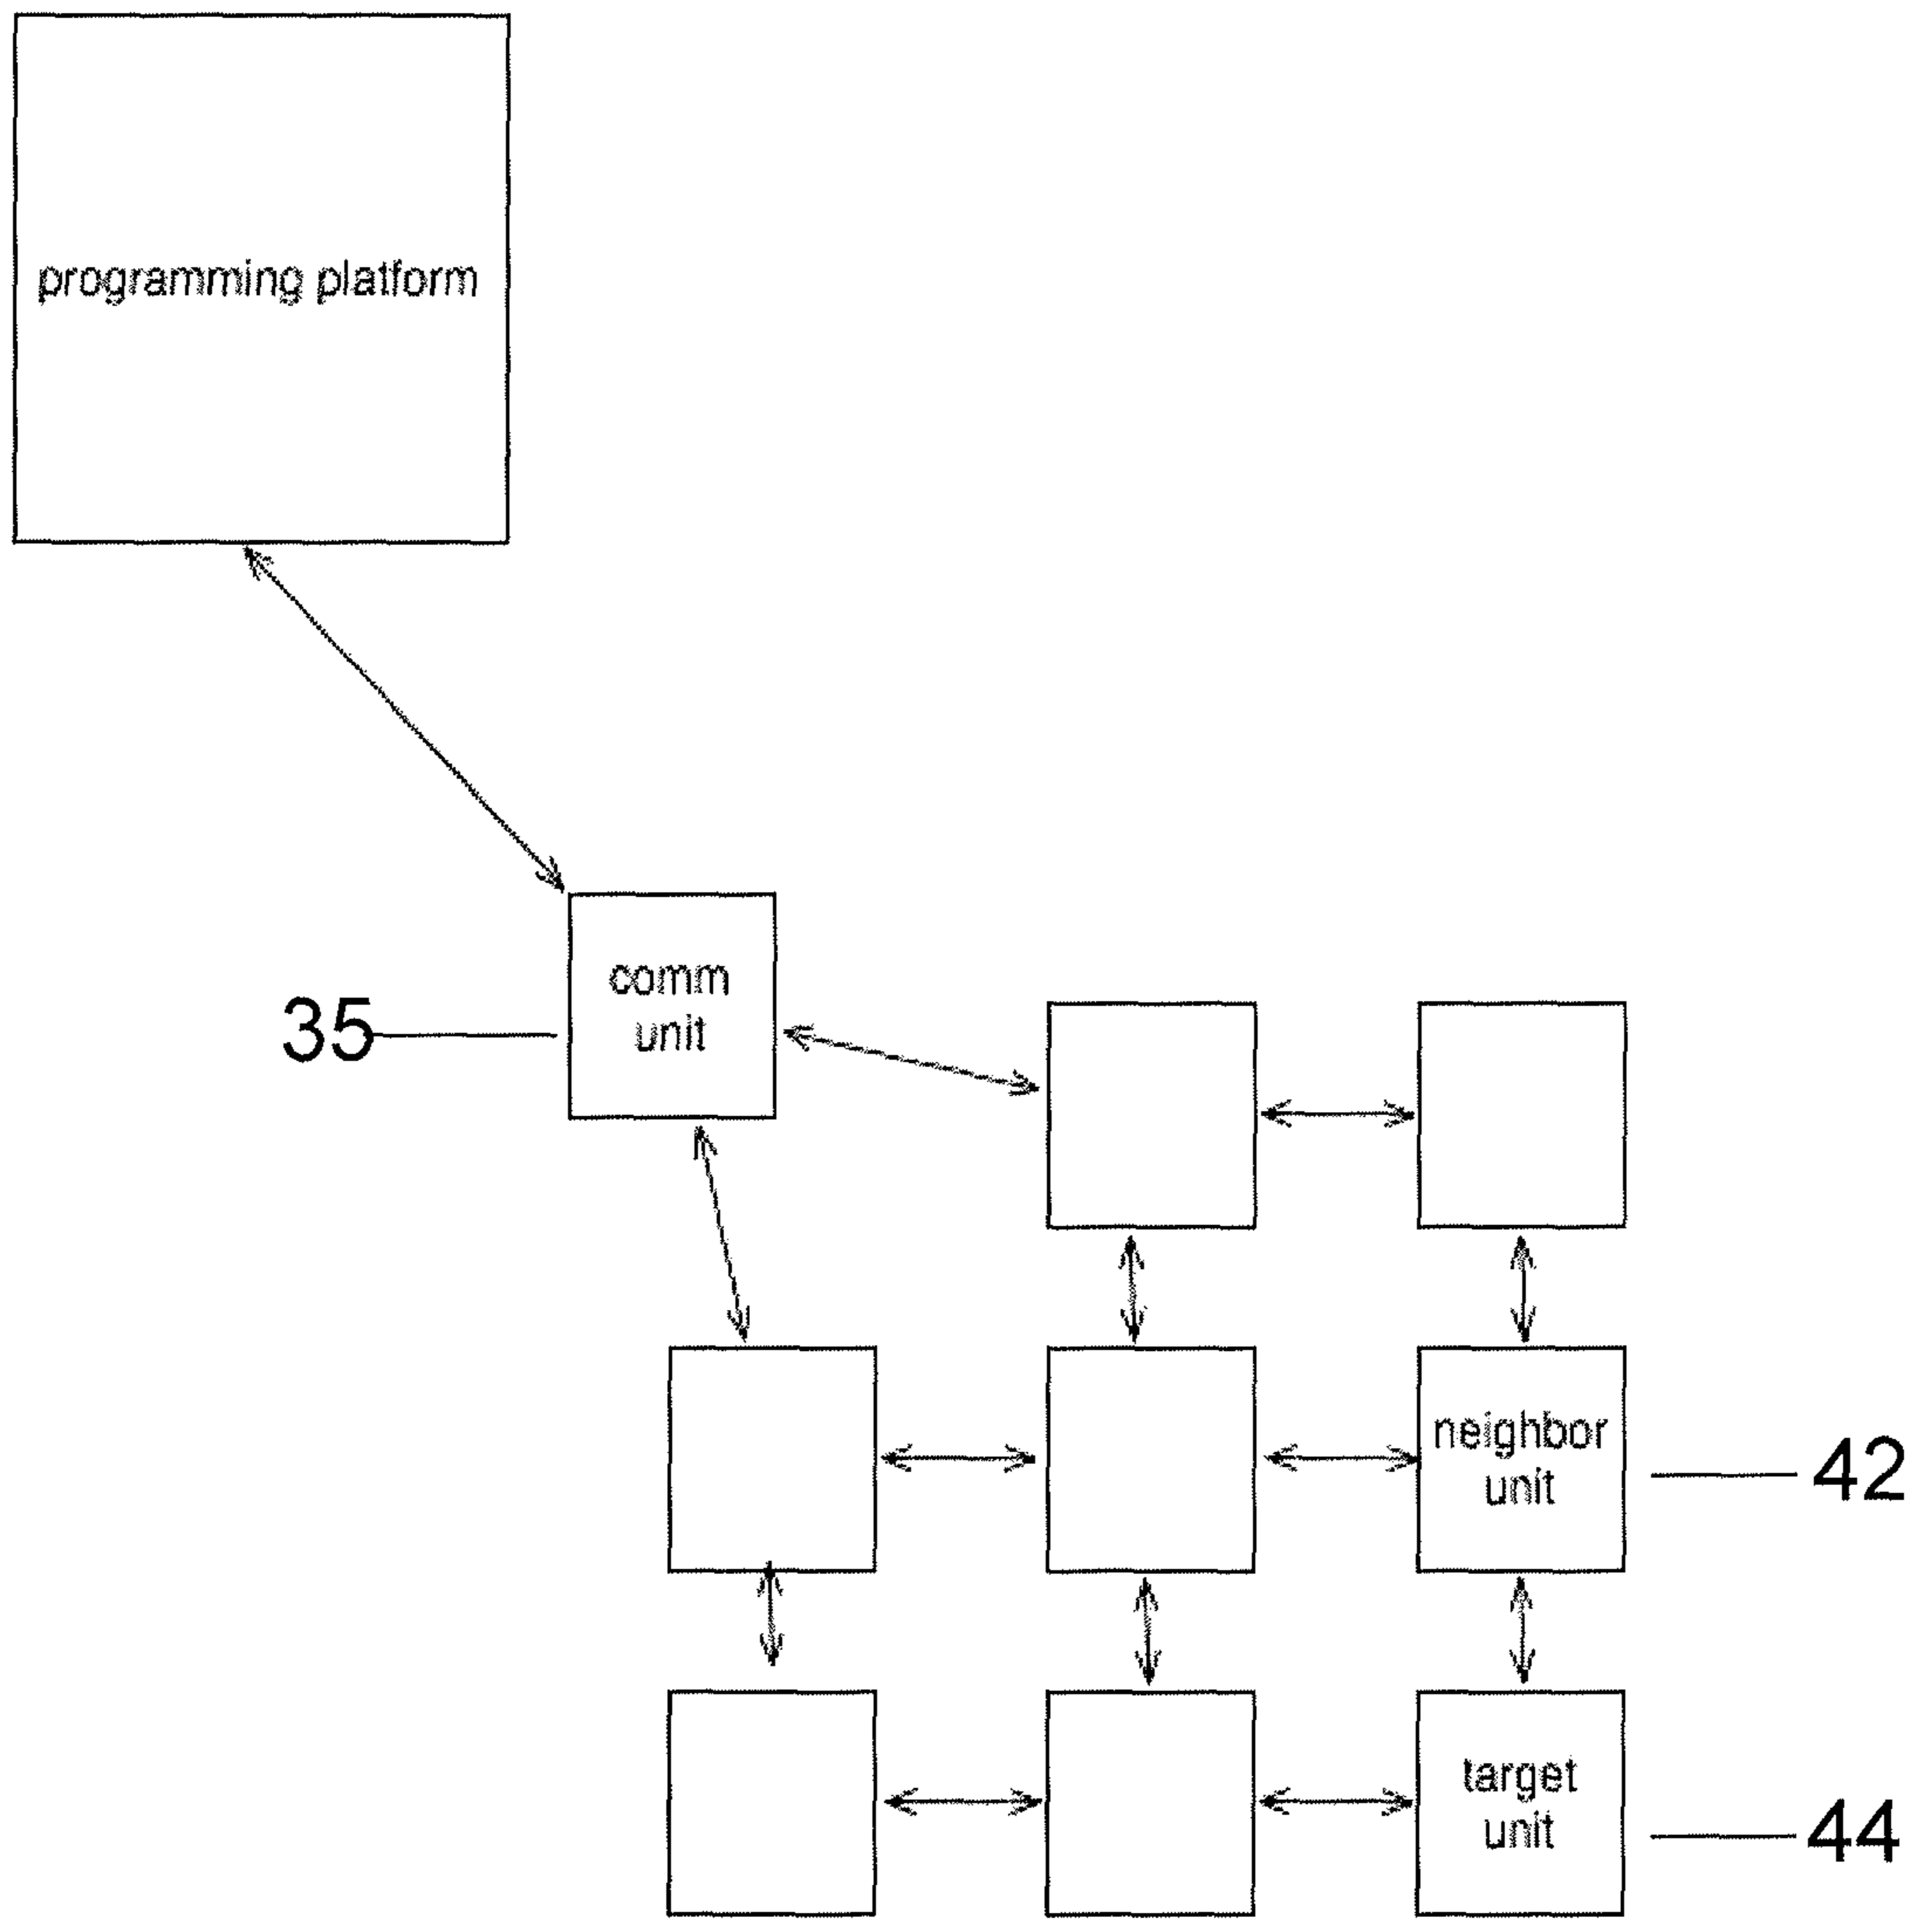 programming platform
comm
unit
35
neighbor
unit
42
target
unit
44